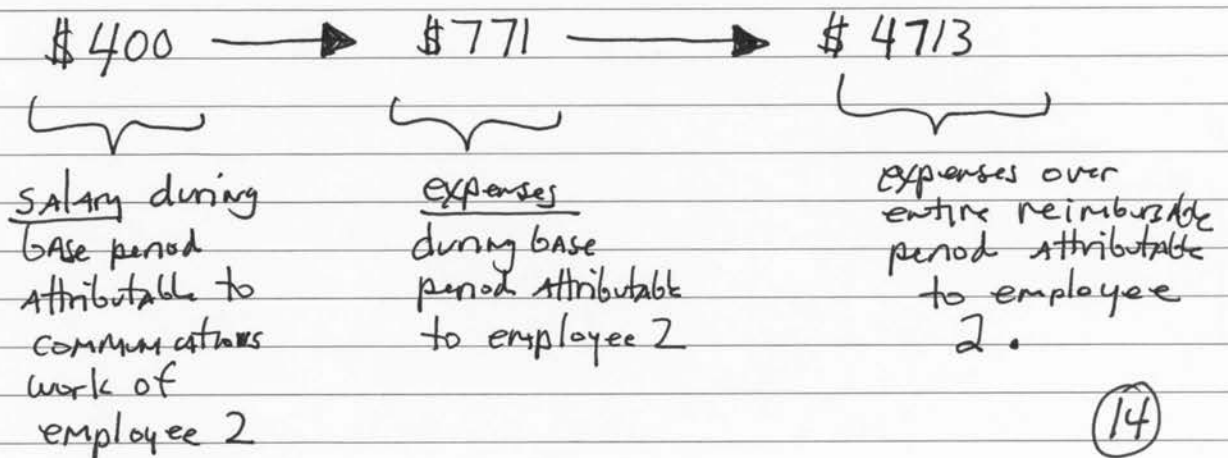 $400 → $771 → $4713
SALARY during
bASe period
Attributable to
communications
work of
employee 2
expenses
during bASe
period Attributable
to employee 2
expenses over
entire reimbursable
period Attributable
to employee
2.
14